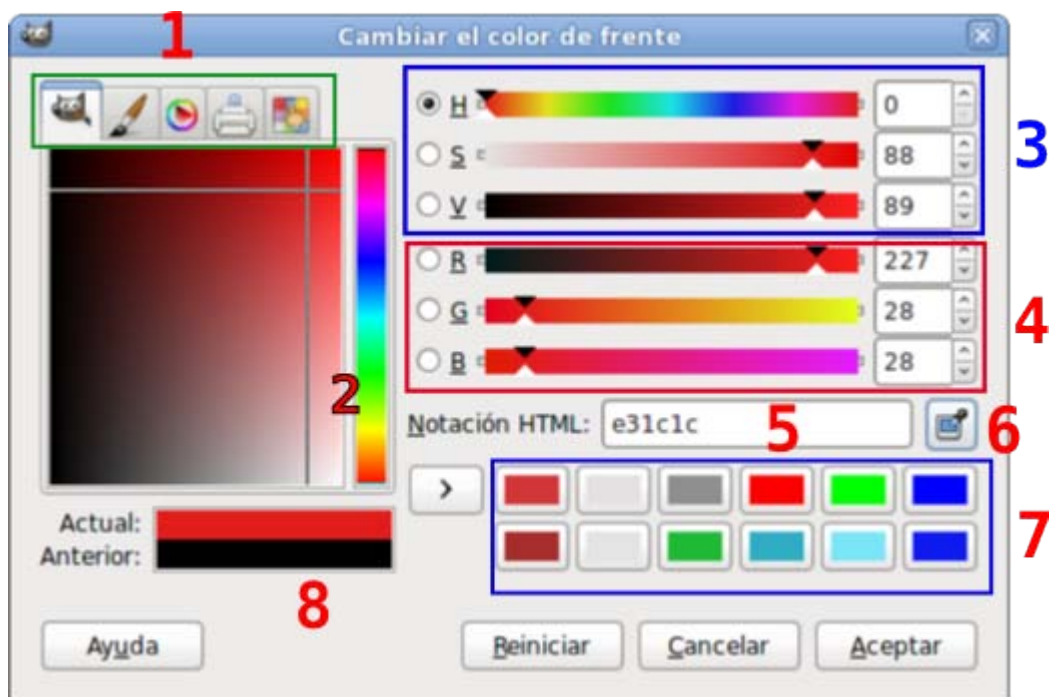 1
Cambiar el color de frente
H 0
S 88
V 89
3
R 227
G 28
B 28
4
2
Notación HTML: e31c1c 5
6
>
7
Actual:
Anterior:
8
Ayuda Reiniciar Cancelar Aceptar